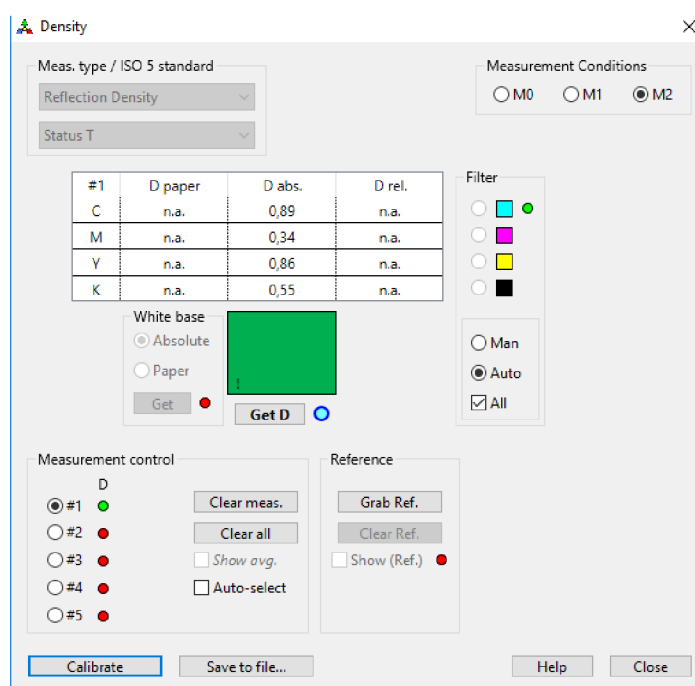 Density
Meas. type / ISO 5 standard
Reflection Density
Status T
Measurement Conditions
M0 M1 M2
#1 D paper D abs. D rel.
C n.a. 0,89 n.a.
M n.a. 0,34 n.a.
Y n.a. 0,86 n.a.
K n.a. 0,55 n.a.
Filter
Man
Auto
All
White base
Absolute
Paper
Get
!
Get D
Measurement control
D
#1
#2
#3
#4
#5
Clear meas.
Clear all
Show avg.
Auto-select
Reference
Grab Ref.
Clear Ref.
Show (Ref.)
Calibrate Save to file... Help Close